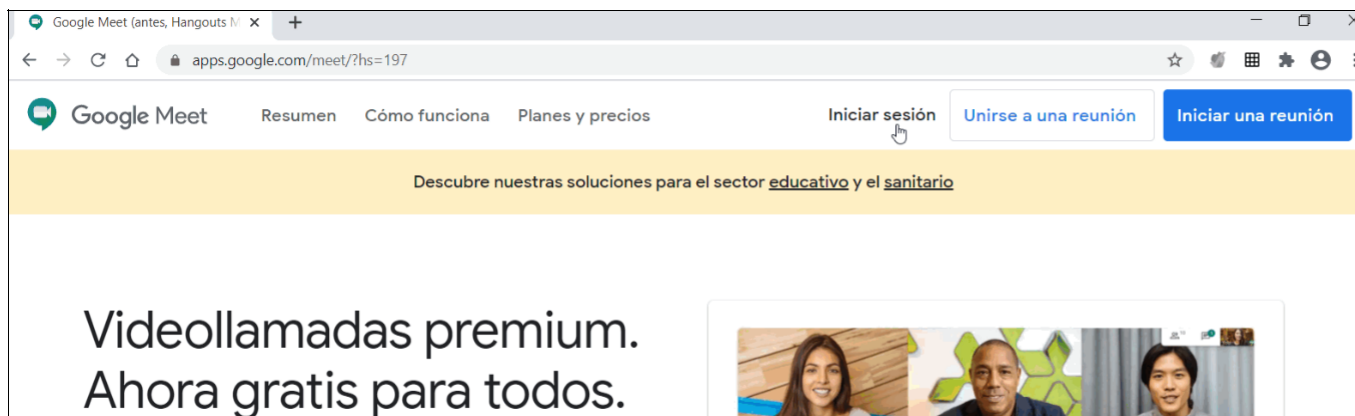 Google Meet (antes, Hangouts M
apps.google.com/meet/?hs=197
Google Meet Resumen Cómo funciona Planes y precios Iniciar sesión Unirse a una reunión Iniciar una reunión
Descubre nuestras soluciones para el sector educativo y el sanitario
Videollamadas premium.
Ahora gratis para todos.